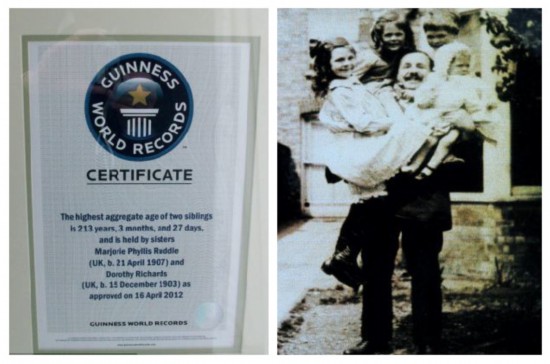 GUINNESS
WORLD RECORDS
™
CERTIFICATE
The highest aggregate age of two siblings
is 213 years, 3 months, and 27 days,
and is held by sisters
Marjorie Phyllis Ruddle
(UK, b. 21 April 1907) and
Dorothy Richards
(UK, b. 15 December 1903) as
approved on 16 April 2012
GUINNESS WORLD RECORDS